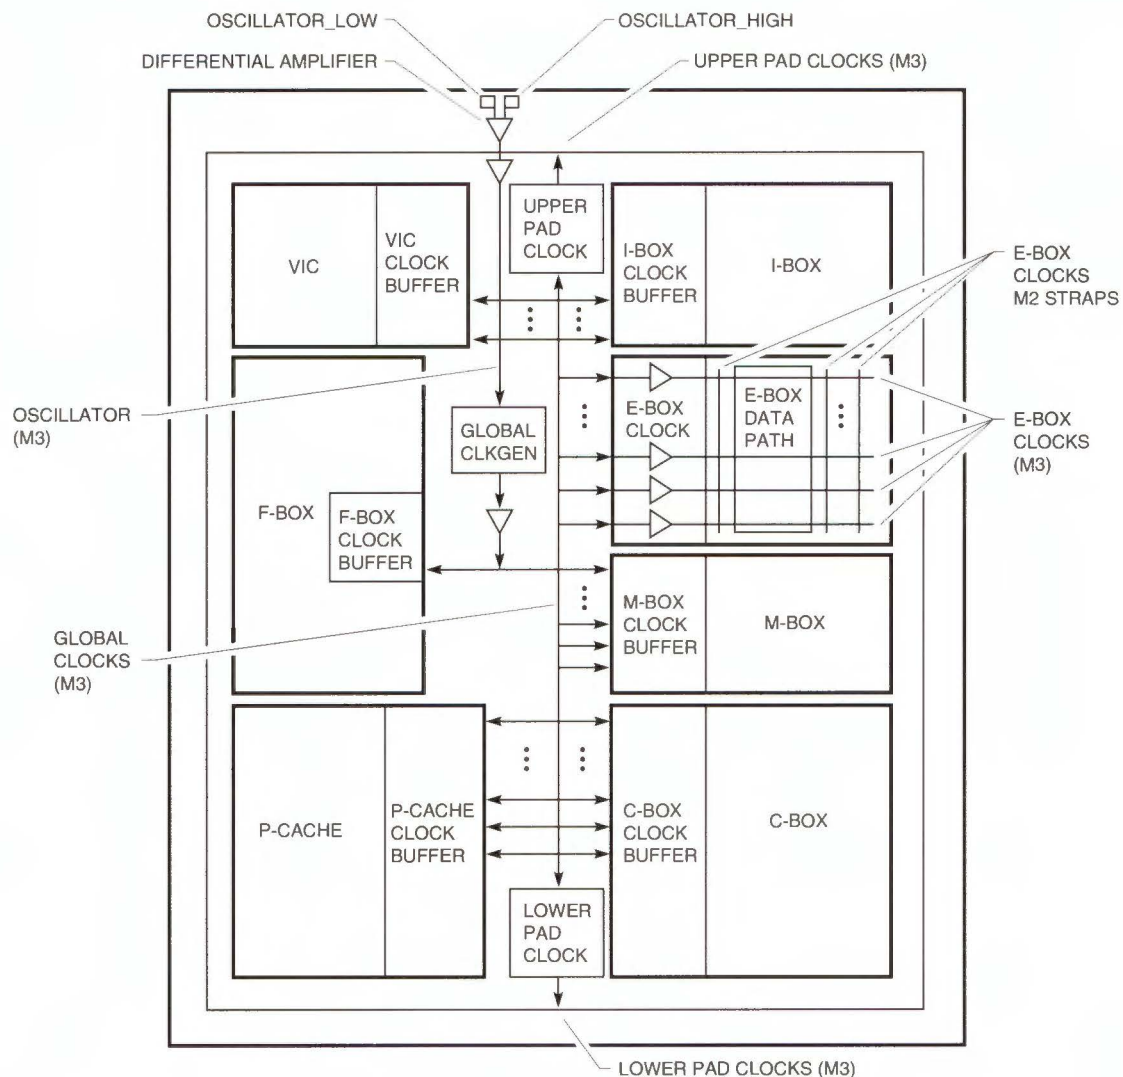 OSCILLATOR_LOW
OSCILLATOR_HIGH
DIFFERENTIAL AMPLIFIER
UPPER PAD CLOCKS (M3)
VIC
VIC
CLOCK
BUFFER
UPPER
PAD
CLOCK
I-BOX
CLOCK
BUFFER
I-BOX
E-BOX
CLOCKS
M2 STRAPS
OSCILLATOR
(M3)
GLOBAL
CLKGEN
E-BOX
CLOCK
E-BOX
DATA
PATH
E-BOX
CLOCKS
(M3)
F-BOX
F-BOX
CLOCK
BUFFER
GLOBAL
CLOCKS
(M3)
M-BOX
CLOCK
BUFFER
M-BOX
P-CACHE
P-CACHE
CLOCK
BUFFER
C-BOX
CLOCK
BUFFER
C-BOX
LOWER
PAD
CLOCK
LOWER PAD CLOCKS (M3)